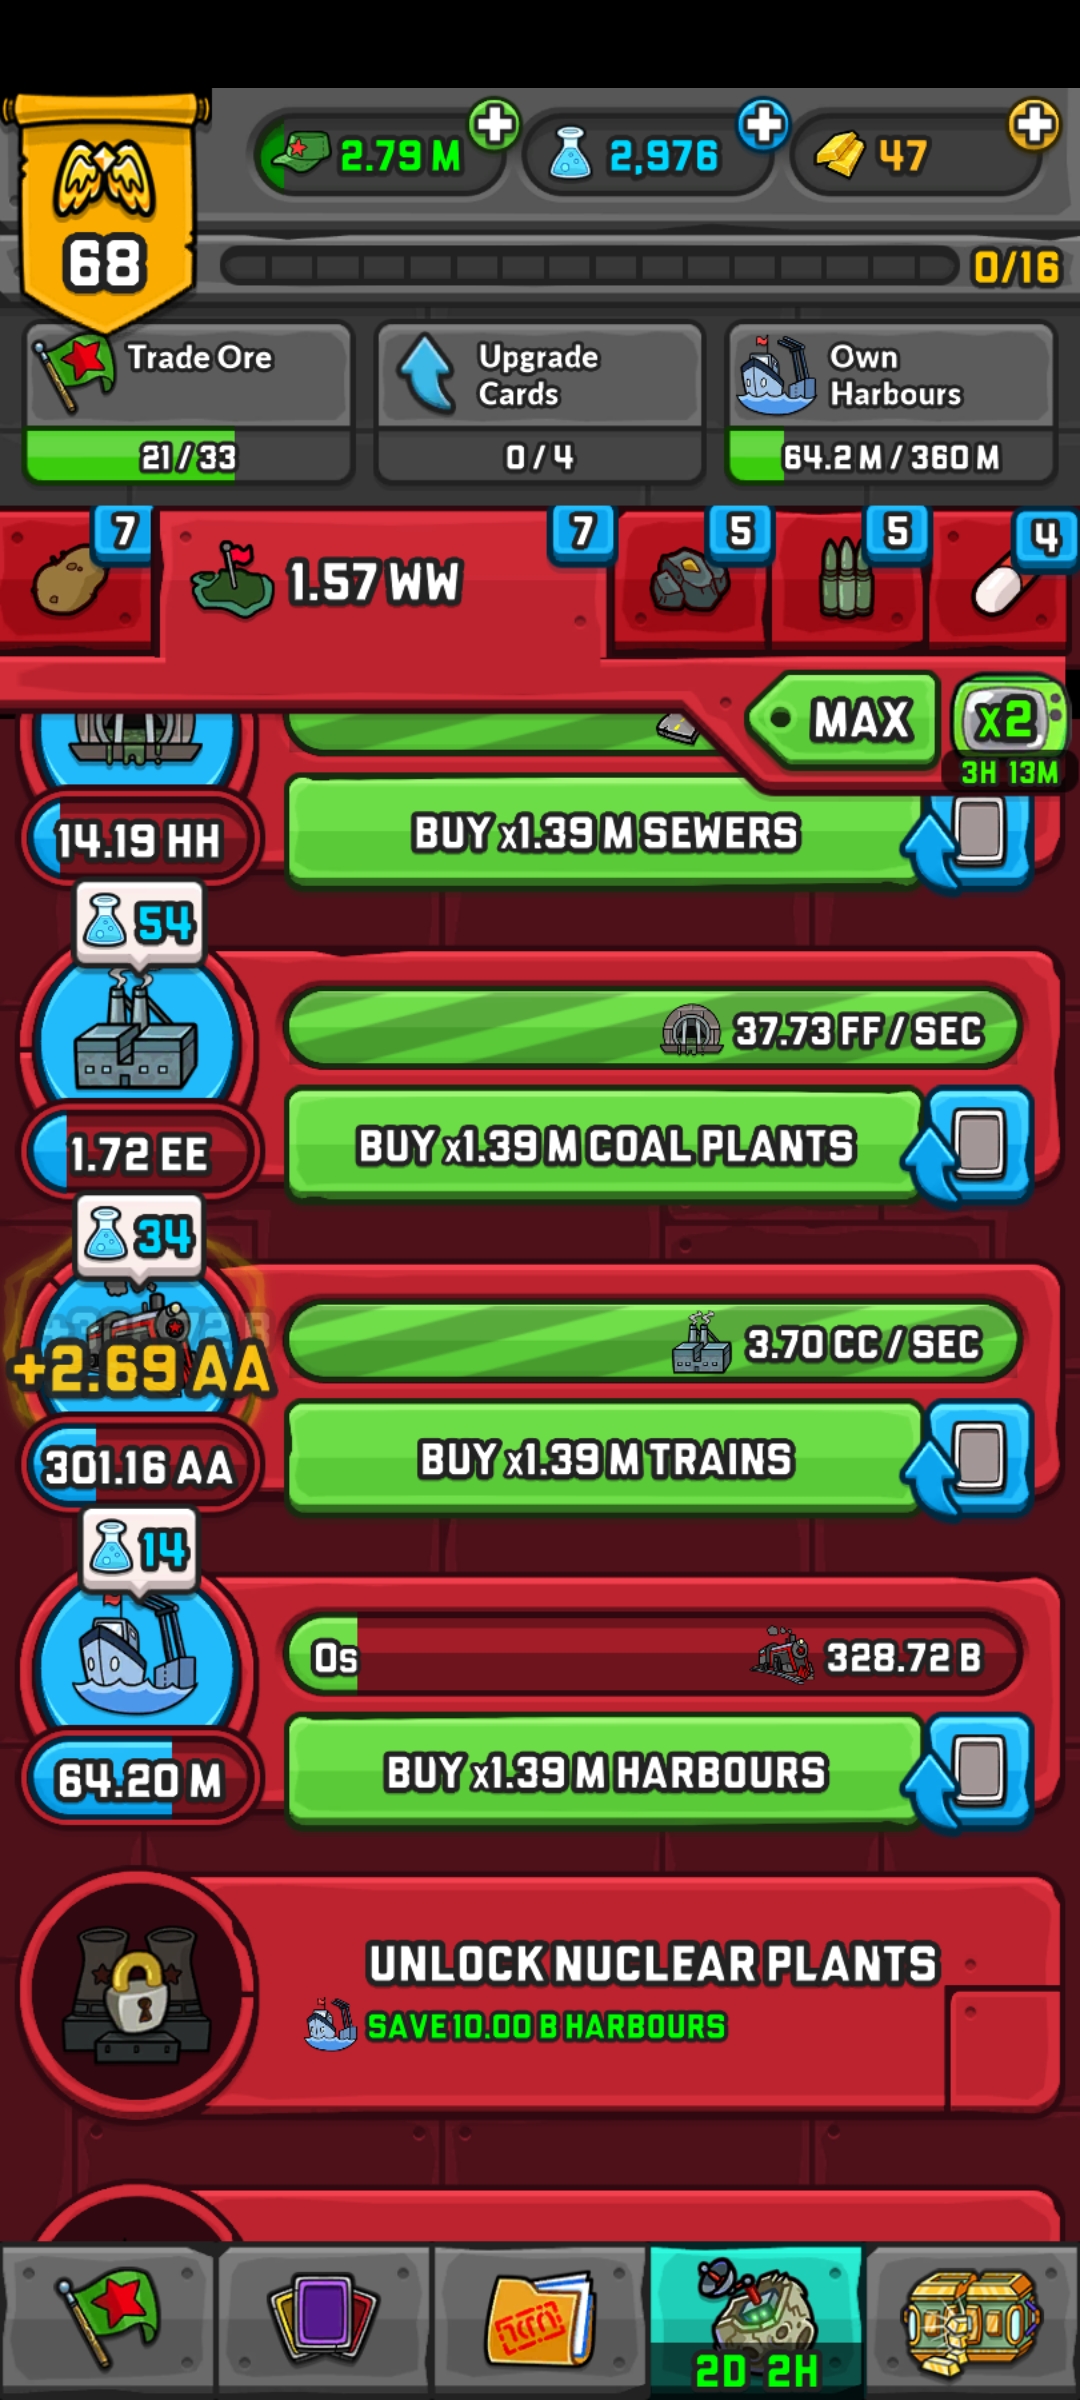 2.79 M
2,976
47
68
0/16
Trade Ore
21 / 33
Upgrade
Cards
0 / 4
Own
Harbours
64.2 M / 360 M
7
1.57 WW
7
5
5
4
MAX
x2
3H 13M
14.19 HH
BUY x1.39 M SEWERS
54
37.73 FF / SEC
1.72 EE
BUY x1.39 M COAL PLANTS
34
+2.69 AA
3.70 CC / SEC
301.16 AA
BUY x1.39 M TRAINS
14
0s
328.72 B
64.20 M
BUY x1.39 M HARBOURS
UNLOCK NUCLEAR PLANTS
SAVE 10.00 B HARBOURS
2D 2H